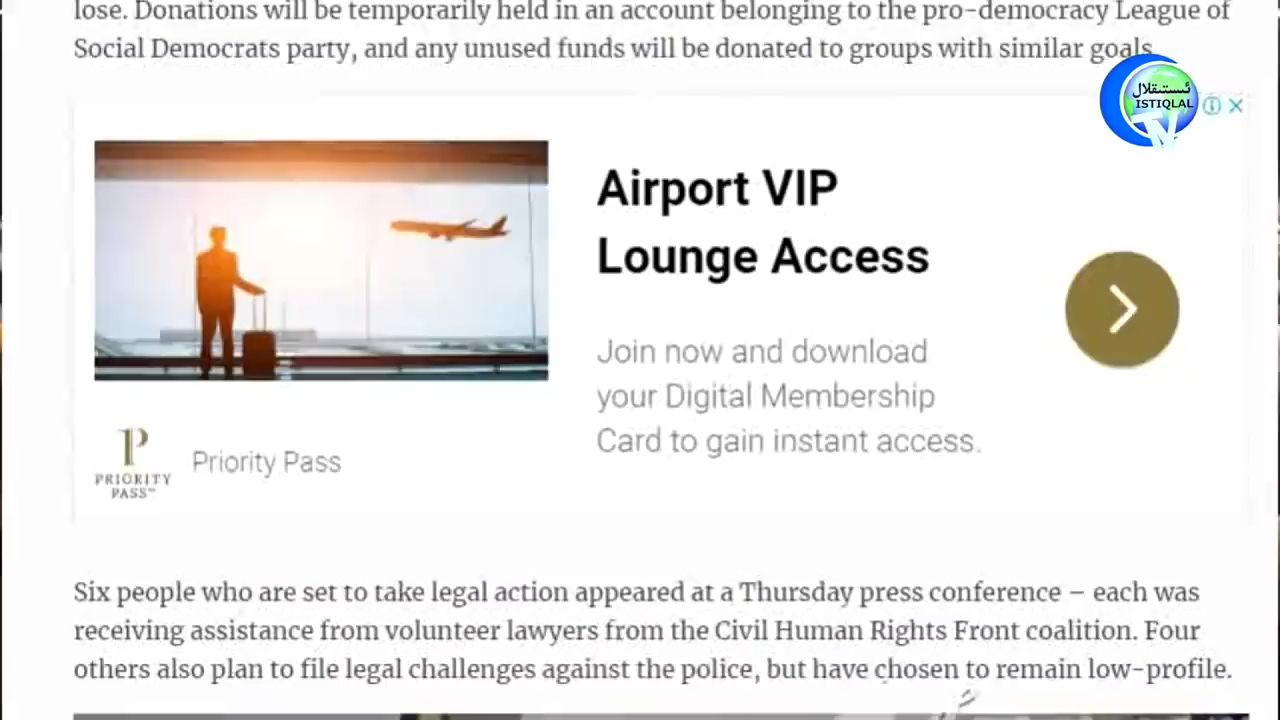 lose. Donations will be temporarily held in an account belonging to the pro-democracy League of
Social Democrats party, and any unused funds will be donated to groups with similar goals.
ئىستىقلال
ISTIQLAL
TV
Airport VIP
Lounge Access
Join now and download
your Digital Membership
Card to gain instant access.
P
PRIORITY
PASS™
Priority Pass
Six people who are set to take legal action appeared at a Thursday press conference – each was
receiving assistance from volunteer lawyers from the Civil Human Rights Front coalition. Four
others also plan to file legal challenges against the police, but have chosen to remain low-profile.